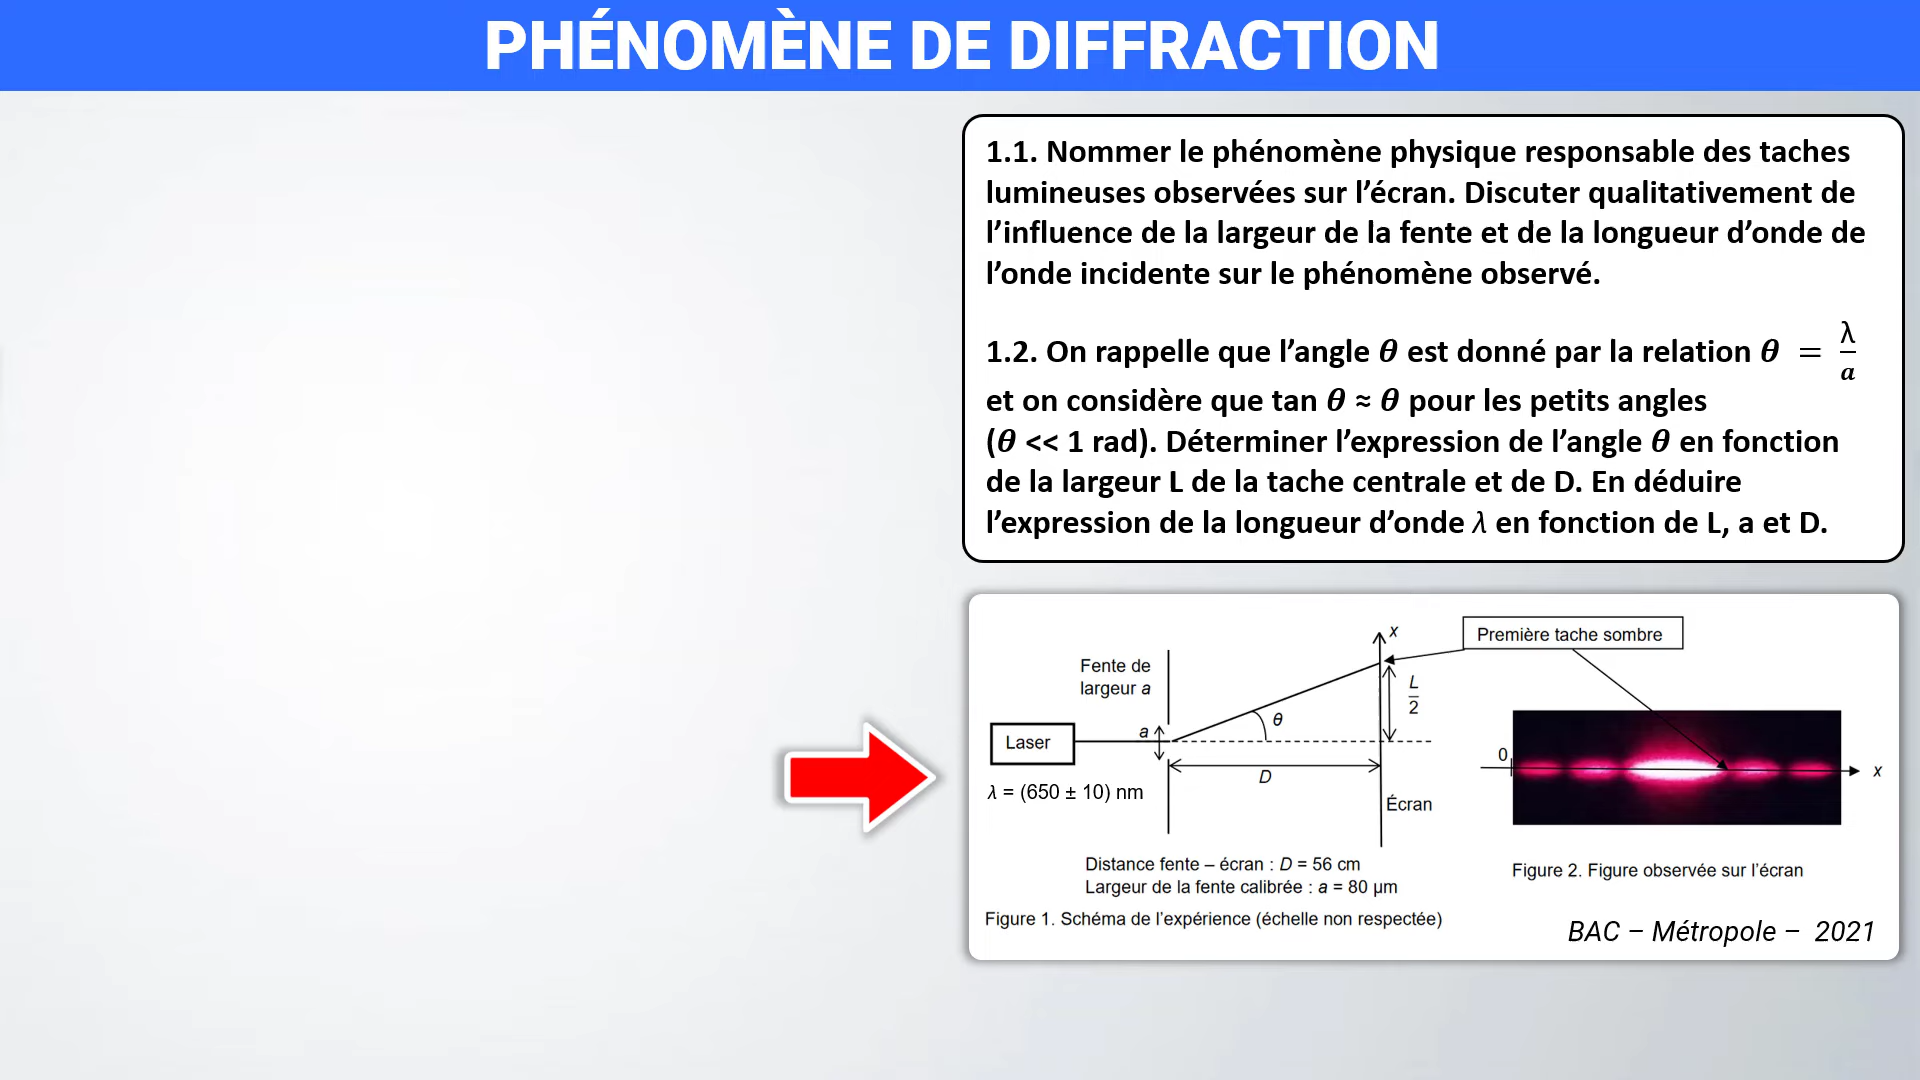 PHÉNOMÈNE DE DIFFRACTION
1.1. Nommer le phénomène physique responsable des taches
lumineuses observées sur l’écran. Discuter qualitativement de
l’influence de la largeur de la fente et de la longueur d’onde de
l’onde incidente sur le phénomène observé.
1.2. On rappelle que l’angle θ est donné par la relation θ = λ/a
et on considère que tan θ ≈ θ pour les petits angles
(θ << 1 rad). Déterminer l’expression de l’angle θ en fonction
de la largeur L de la tache centrale et de D. En déduire
l’expression de la longueur d’onde λ en fonction de L, a et D.
Fente de
largeur a
Laser
a
θ
D
x
L
2
Écran
λ = (650 ± 10) nm
Distance fente – écran : D = 56 cm
Largeur de la fente calibrée : a = 80 µm
Figure 1. Schéma de l’expérience (échelle non respectée)
Première tache sombre
0
x
Figure 2. Figure observée sur l’écran
BAC – Métropole – 2021